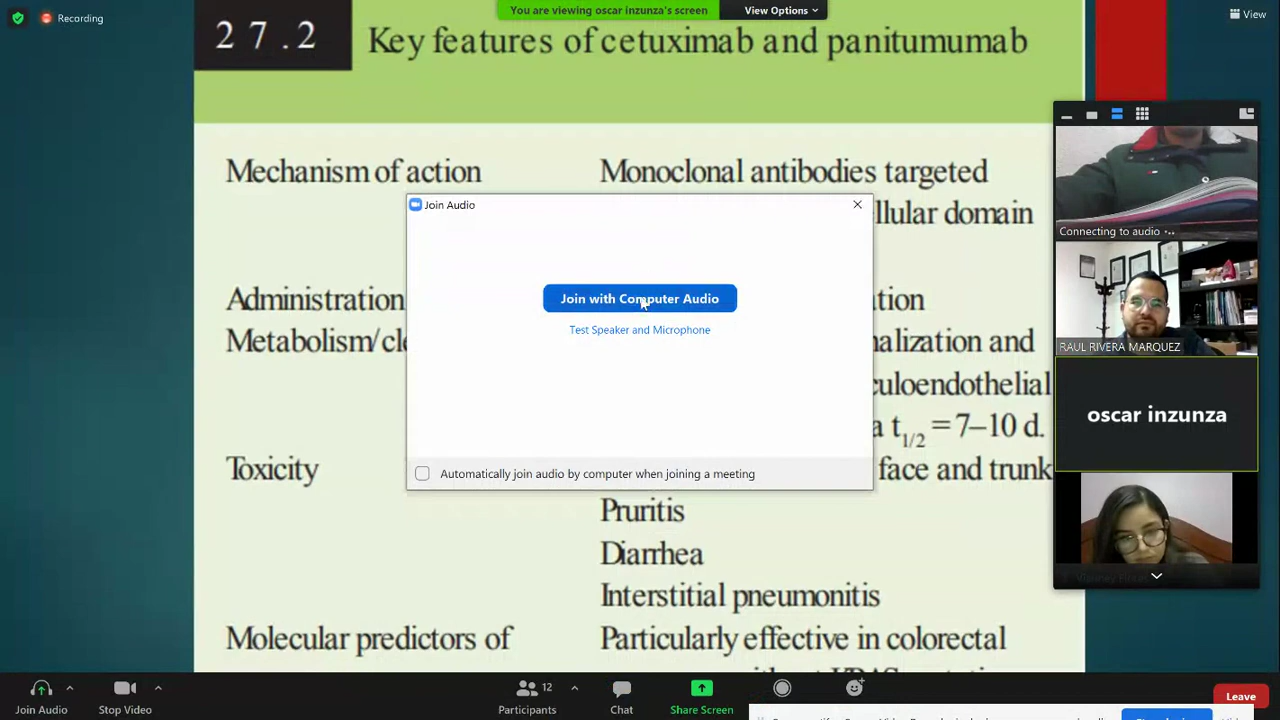 Recording
You are viewing oscar inzunza's screen
View Options
View
27.2
Key features of cetuximab and panitumumab
Mechanism of action
Monoclonal antibodies targeted
Join Audio
llular domain
Connecting to audio
Join with Computer Audio
Administration
Test Speaker and Microphone
Metabolism/cle
alization and
RAUL RIVERA MARQUEZ
culoendothelial
oscar inzunza
a t1/2 = 7–10 d.
Toxicity
Automatically join audio by computer when joining a meeting
face and trunk
Pruritis
Diarrhea
Interstitial pneumonitis
Molecular predictors of
Particularly effective in colorectal
Join Audio
Stop Video
12
Participants
Chat
Share Screen
Leave